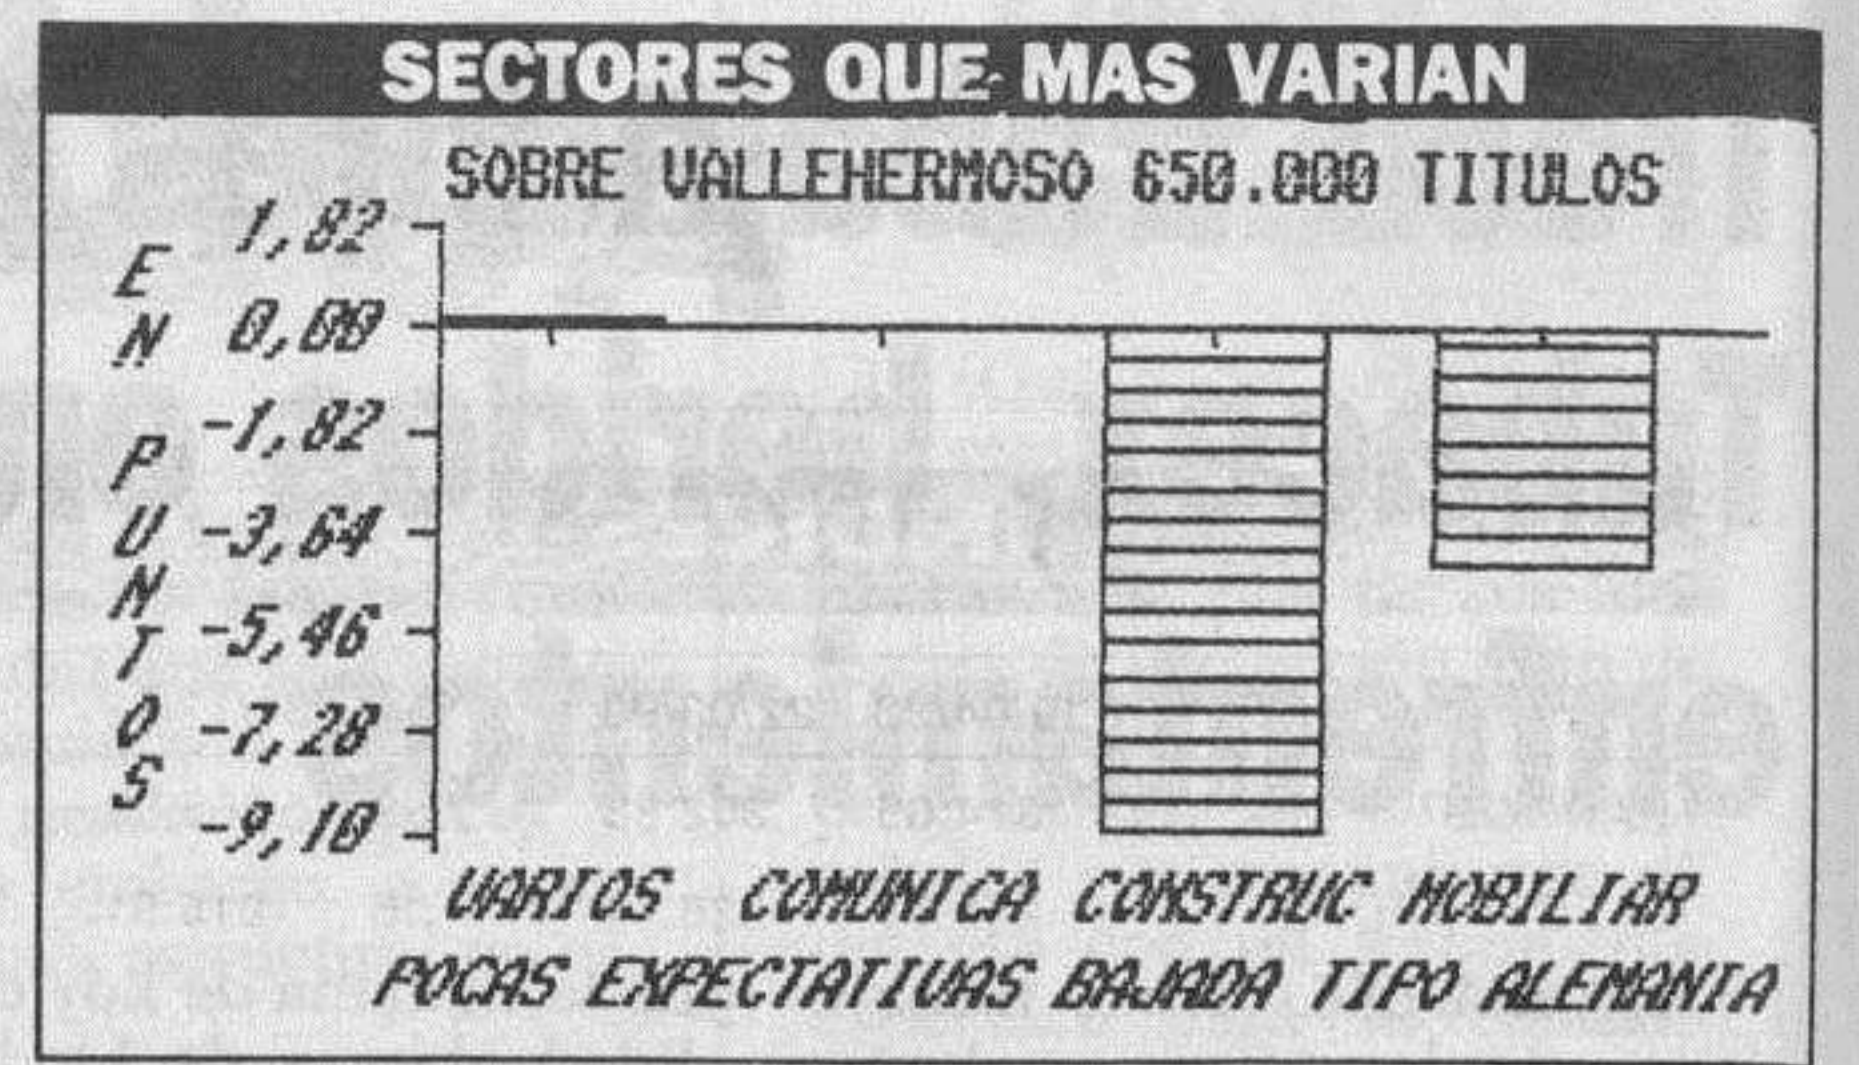 SECTORES QUE MAS VARIAN
SOBRE VALLEHERMOSO 650.000 TITULOS
EN PUNTOS
1,82
0,00
-1,82
-3,64
-5,46
-7,28
-9,10
VARIOS COMUNICA CONSTRUC MOBILIAR
POCAS EXPECTATIVAS BAJADA TIPO ALEMANIA